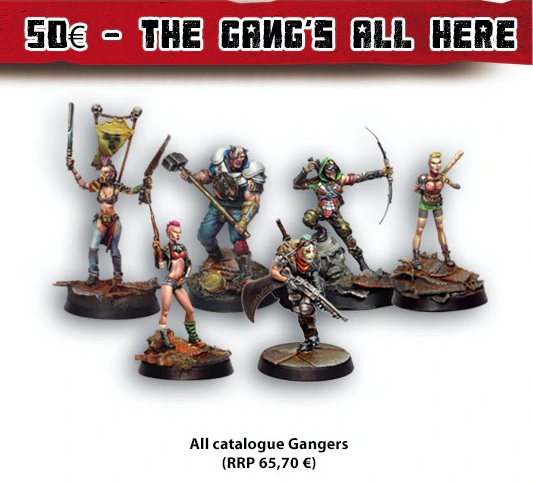 50€ - THE GANG'S ALL HERE
All catalogue Gangers
(RRP 65,70 €)